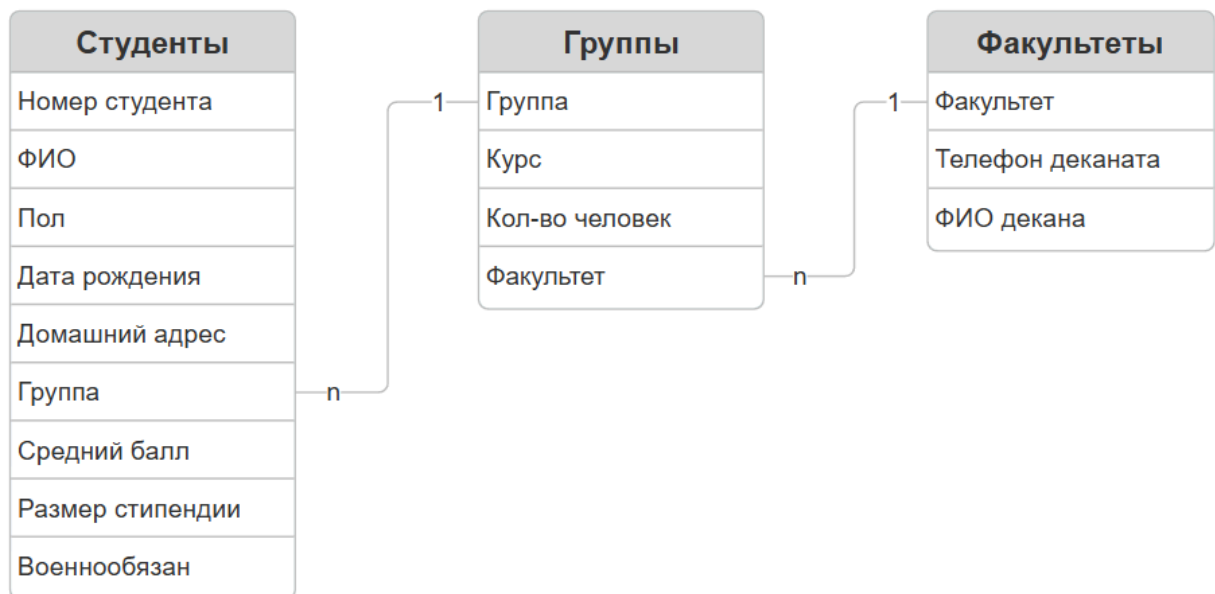 Студенты
Номер студента
ФИО
Пол
Дата рождения
Домашний адрес
Группа
Средний балл
Размер стипендии
Военнообязан
n
1
Группы
Группа
Курс
Кол-во человек
Факультет
n
1
Факультеты
Факультет
Телефон деканата
ФИО декана